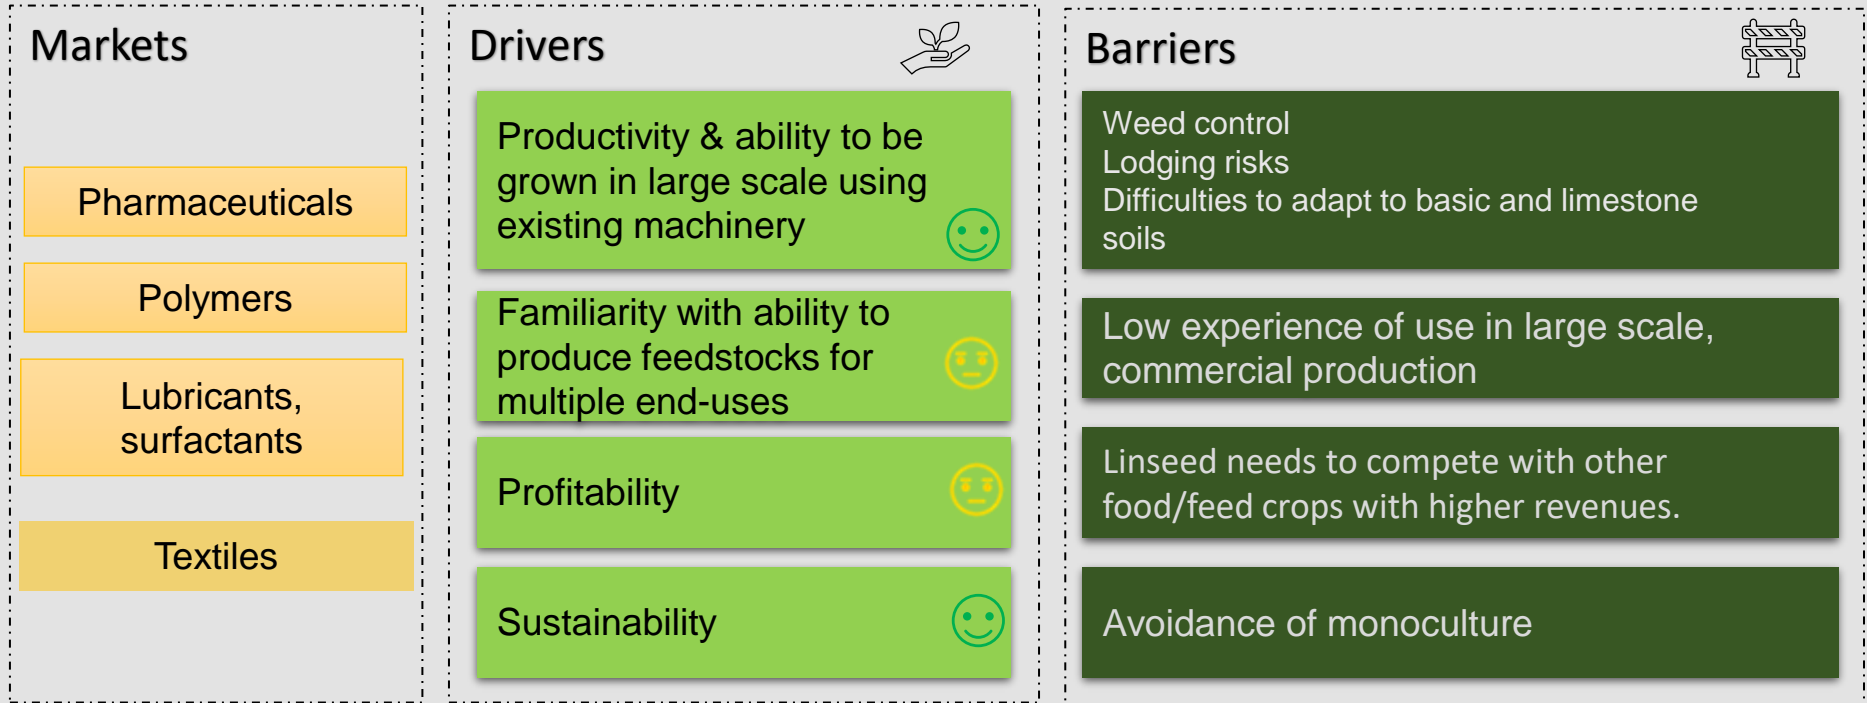 Markets
Pharmaceuticals
Polymers
Lubricants,
surfactants
Textiles
Drivers
Productivity & ability to be
grown in large scale using
existing machinery
Familiarity with ability to
produce feedstocks for
multiple end-uses
Profitability
Sustainability
Barriers
Weed control
Lodging risks
Difficulties to adapt to basic and limestone
soils
Low experience of use in large scale,
commercial production
Linseed needs to compete with other
food/feed crops with higher revenues.
Avoidance of monoculture